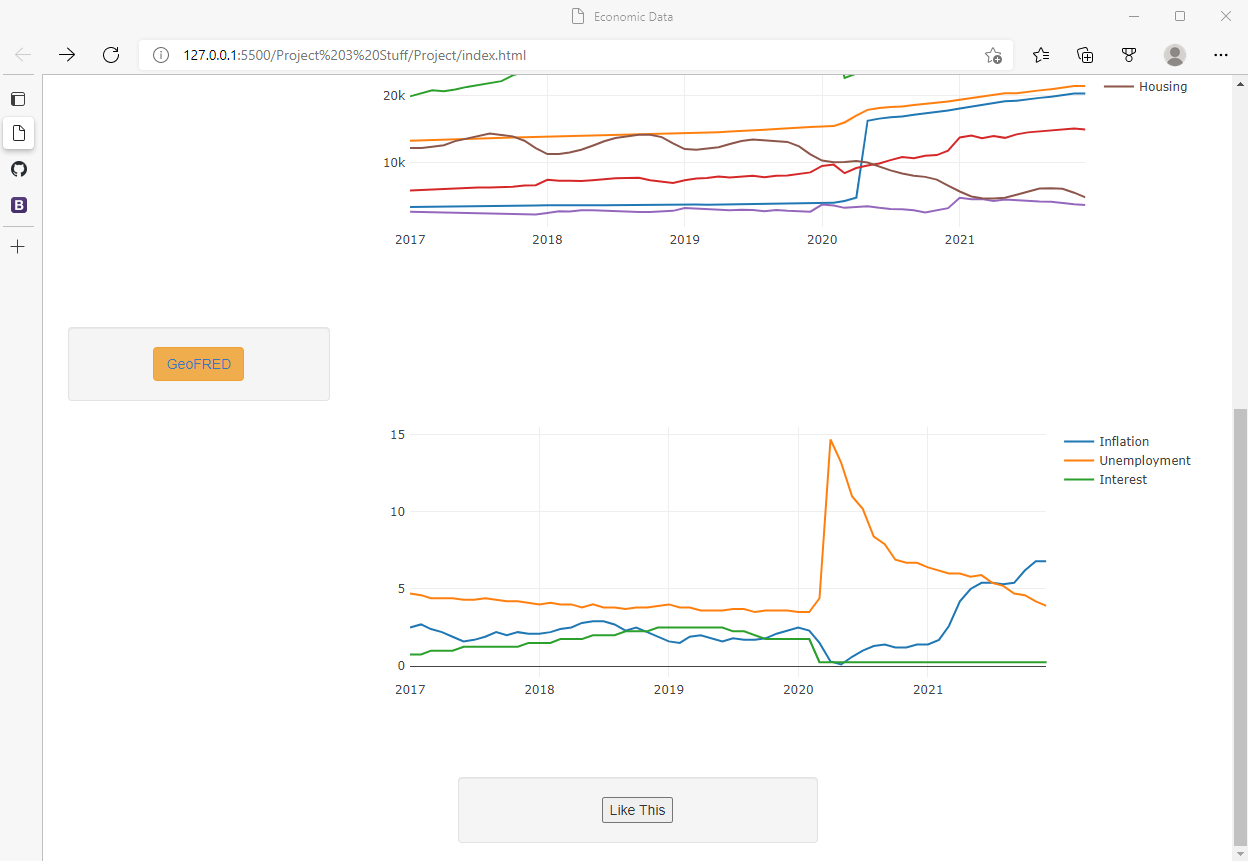 Economic Data
127.0.0.1:5500/Project%203%20Stuff/Project/index.html
B
20k
10k
2017 2018 2019 2020 2021
Housing
GeoFRED
15
10
5
0
2017 2018 2019 2020 2021
Inflation
Unemployment
Interest
Like This